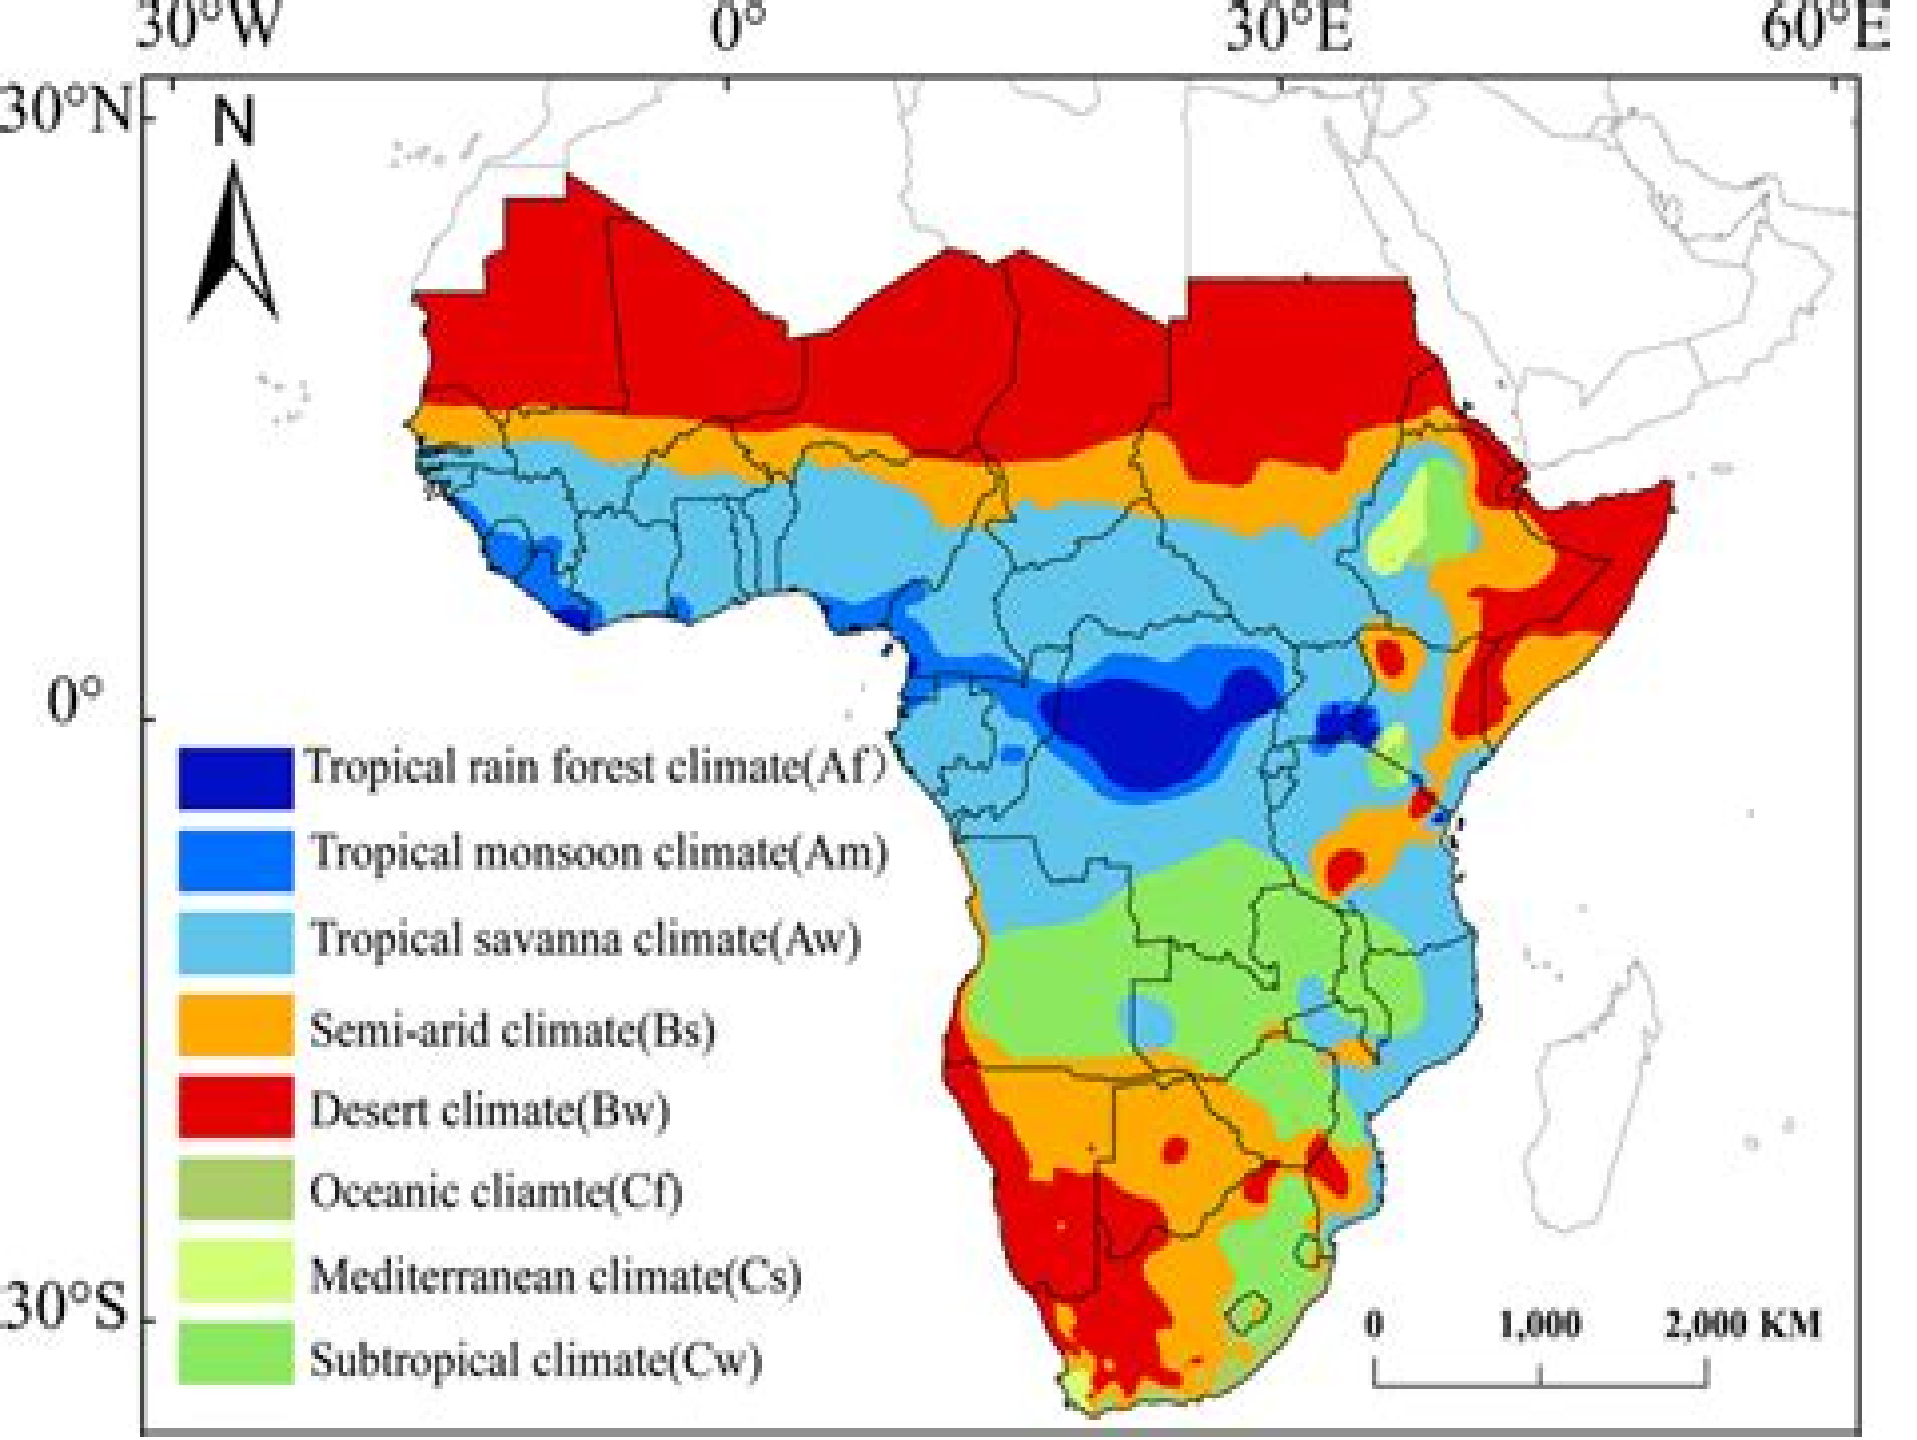 30°W 0° 30°E 60°E
30°N
N
0°
Tropical rain forest climate(Af)
Tropical monsoon climate(Am)
Tropical savanna climate(Aw)
Semi-arid climate(Bs)
Desert climate(Bw)
Oceanic cliamte(Cf)
Mediterranean climate(Cs)
Subtropical climate(Cw)
30°S
0 1,000 2,000 KM